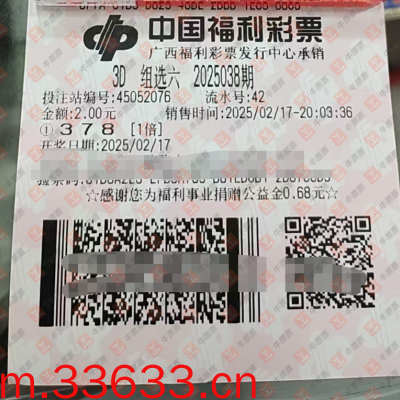 中国福利彩票
广西福利彩票发行中心承销
3D 组选六 2025038期
投注站编号:45052076 流水号:42
金额:2.00元 销售时间:2025/02/17-20:03:36
① 3 7 8 [1倍]
开奖日期:2025/02/17
☆感谢您为福利事业捐赠公益金0.68元☆
m.33633.cn